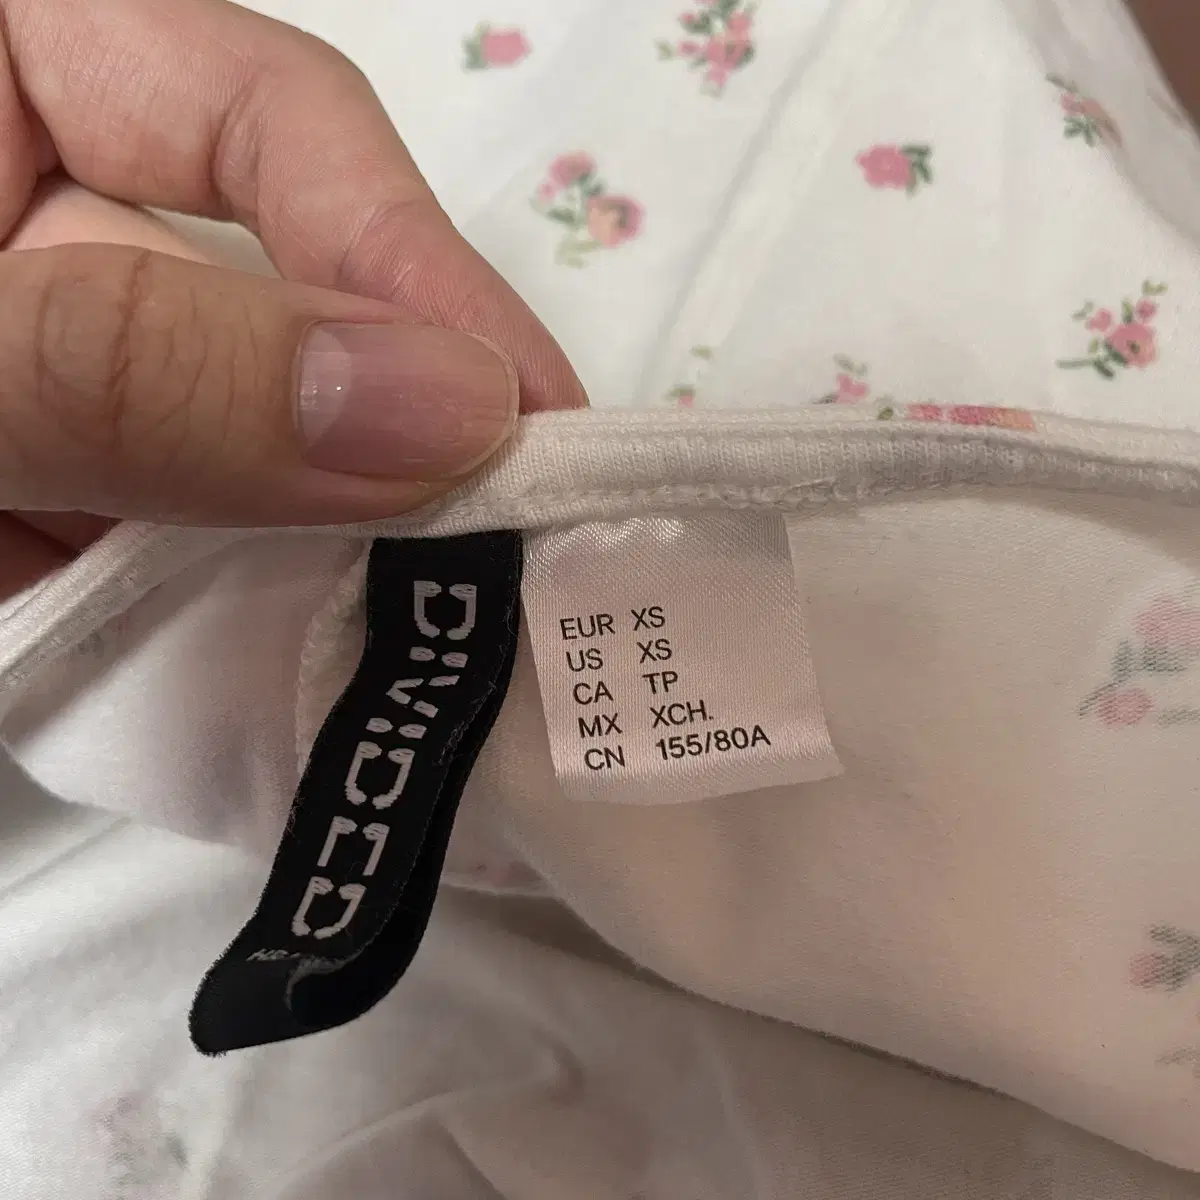 DIVIDED
EUR XS
US XS
CA TP
MX XCH.
CN 155/80A